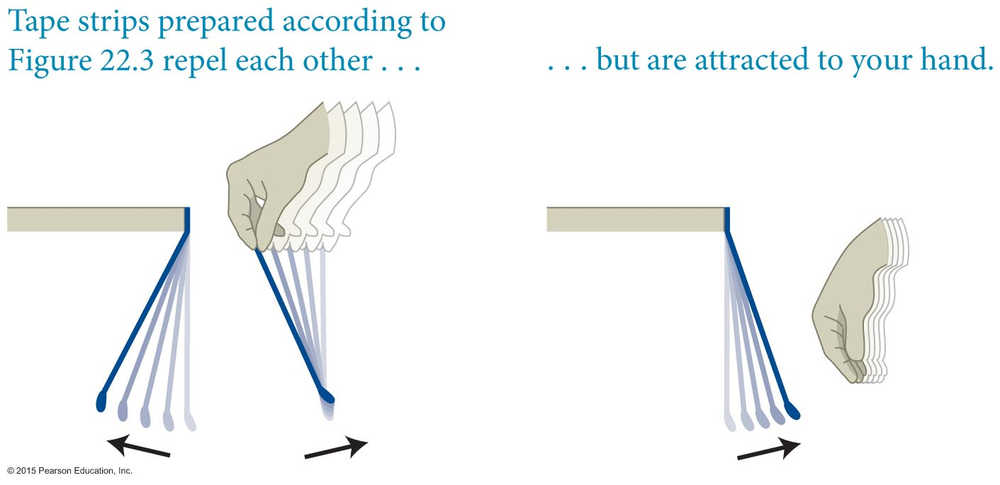 Tape strips prepared according to
Figure 22.3 repel each other . . .
. . . but are attracted to your hand.
© 2015 Pearson Education, Inc.